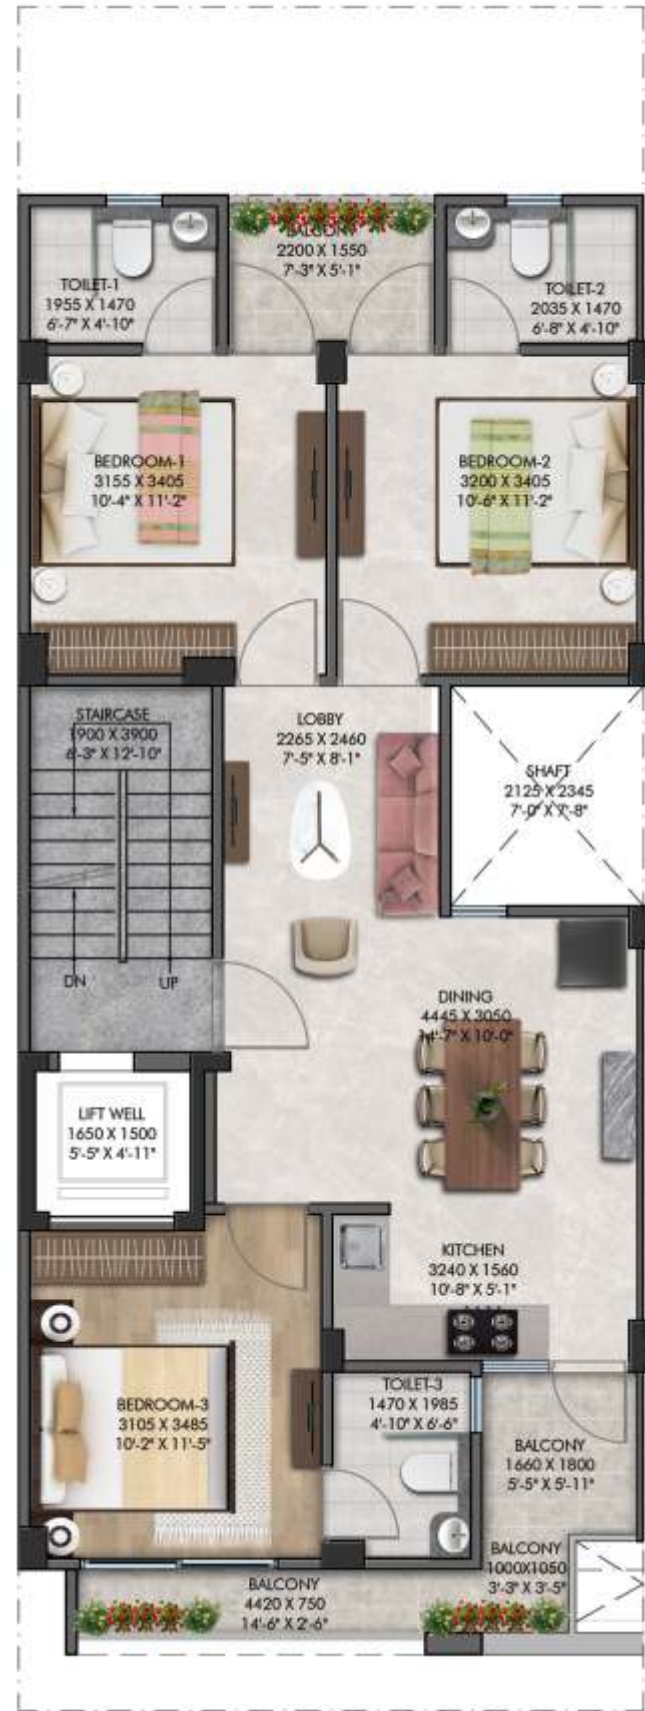 BALCONY
2200 X 1550
7'-3" X 5'-1"
TOILET-1
1955 X 1470
6'-7" X 4'-10"
TOILET-2
2035 X 1470
6'-8" X 4'-10"
BEDROOM-1
3155 X 3405
10'-4" X 11'-2"
BEDROOM-2
3200 X 3405
10'-6" X 11'-2"
STAIRCASE
1900 X 3900
6'-3" X 12'-10"
LOBBY
2265 X 2460
7'-5" X 8'-1"
SHAFT
2125 X 2345
7'-0" X 7'-8"
DN
UP
DINING
4445 X 3050
14'-7" X 10'-0"
LIFT WELL
1650 X 1500
5'-5" X 4'-11"
KITCHEN
3240 X 1560
10'-8" X 5'-1"
BEDROOM-3
3105 X 3485
10'-2" X 11'-5"
TOILET-3
1470 X 1985
4'-10" X 6'-6"
BALCONY
1660 X 1800
5'-5" X 5'-11"
BALCONY
1000X1050
3'-3" X 3'-5"
BALCONY
4420 X 750
14'-6" X 2'-6"